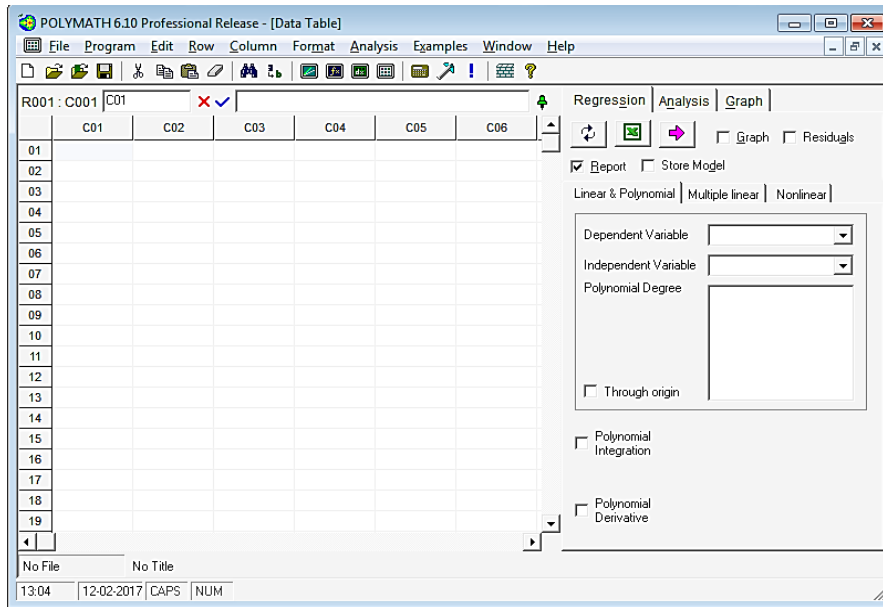 POLYMATH 6.10 Professional Release - [Data Table]
File Program Edit Row Column Format Analysis Examples Window Help
R001 : C001 C01
Regression Analysis Graph
C01 C02 C03 C04 C05 C06
Graph Residuals
Report Store Model
Linear & Polynomial Multiple linear Nonlinear
Dependent Variable
Independent Variable
Polynomial Degree
Through origin
Polynomial
Integration
Polynomial
Derivative
01
02
03
04
05
06
07
08
09
10
11
12
13
14
15
16
17
18
19
No File No Title
13:04 12-02-2017 CAPS NUM